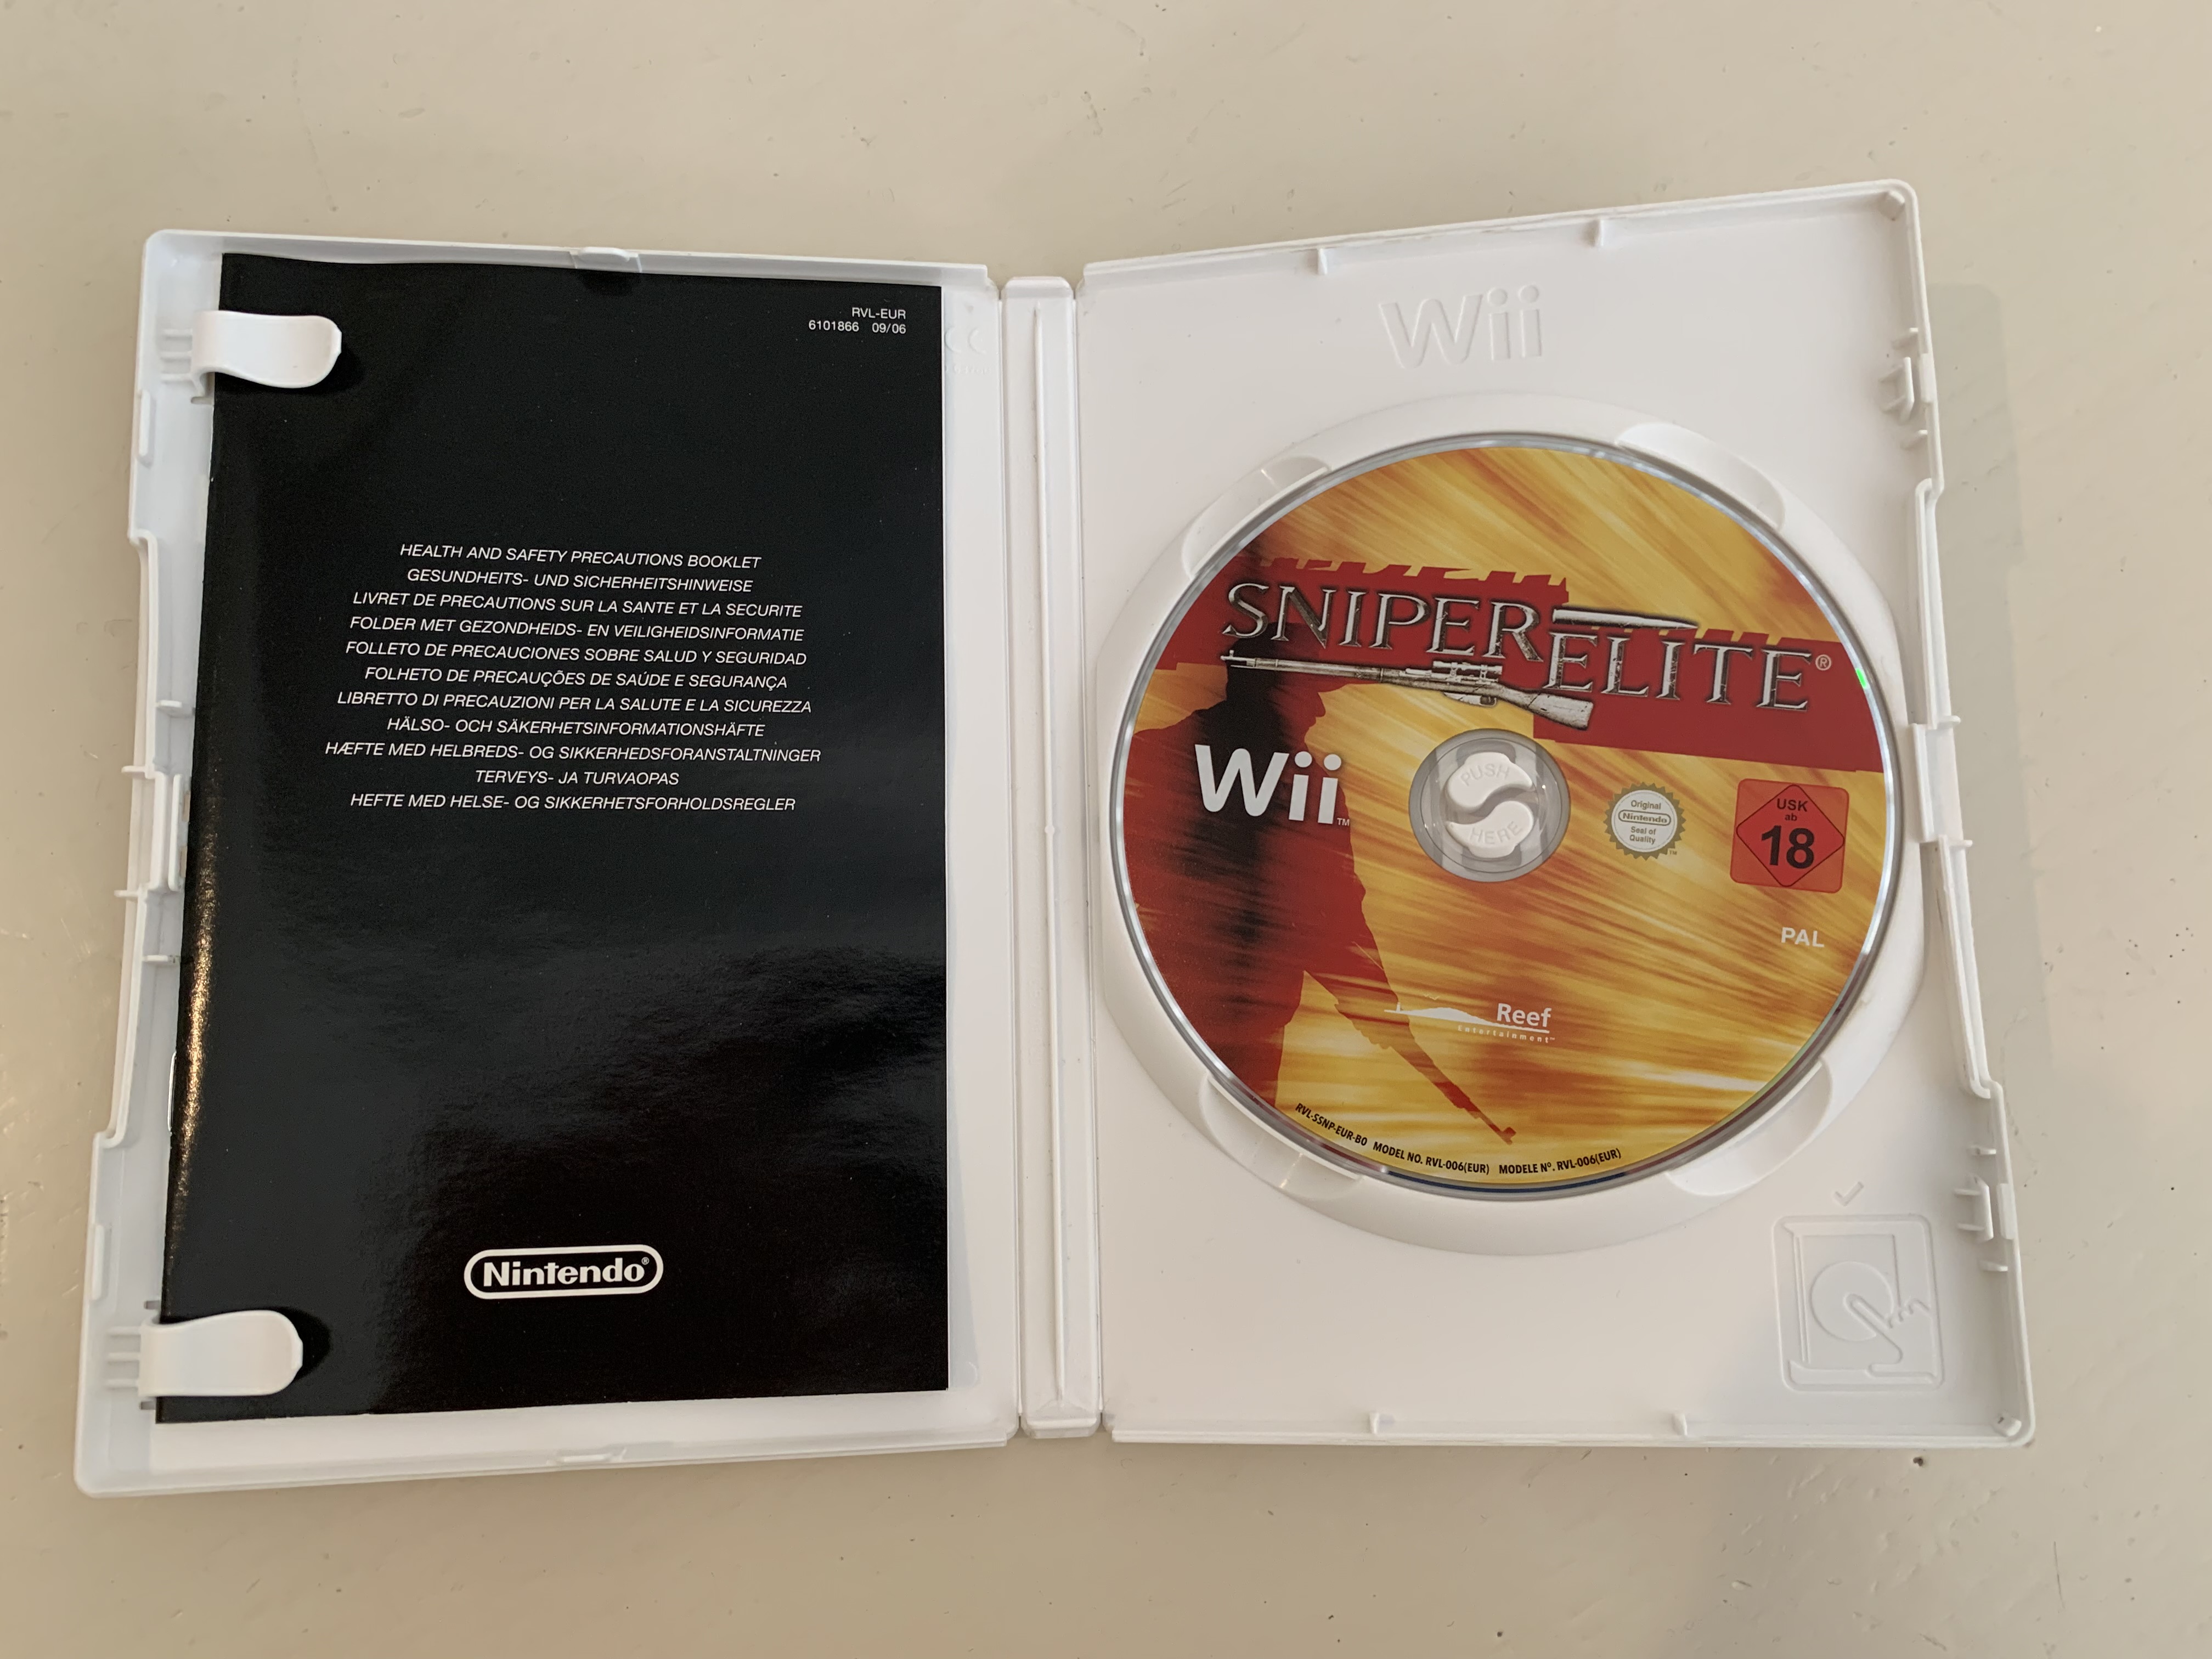 RVL-EUR
6101866 09/06
HEALTH AND SAFETY PRECAUTIONS BOOKLET
GESUNDHEITS- UND SICHERHEITSHINWEISE
LIVRET DE PRECAUTIONS SUR LA SANTE ET LA SECURITE
FOLDER MET GEZONDHEIDS- EN VEILIGHEIDSINFORMATIE
FOLLETO DE PRECAUCIONES SOBRE SALUD Y SEGURIDAD
FOLHETO DE PRECAUÇÕES DE SAÚDE E SEGURANÇA
LIBRETTO DI PRECAUZIONI PER LA SALUTE E LA SICUREZZA
HÄLSO- OCH SÄKERHETSINFORMATIONSHÄFTE
HÆFTE MED HELBREDS- OG SIKKERHEDSFORANSTALTNINGER
TERVEYS- JA TURVAOPAS
HEFTE MED HELSE- OG SIKKERHETSFORHOLDSREGLER
Nintendo®
Wii
SNIPER ELITE®
Wii™
PUSH
HERE
Original
Nintendo
Seal of
Quality
™
USK
ab
18
PAL
Reef
Entertainment™
RVL-SSNP-EUR-B0 MODEL NO. RVL-006(EUR) MODELE Nº. RVL-006(EUR)